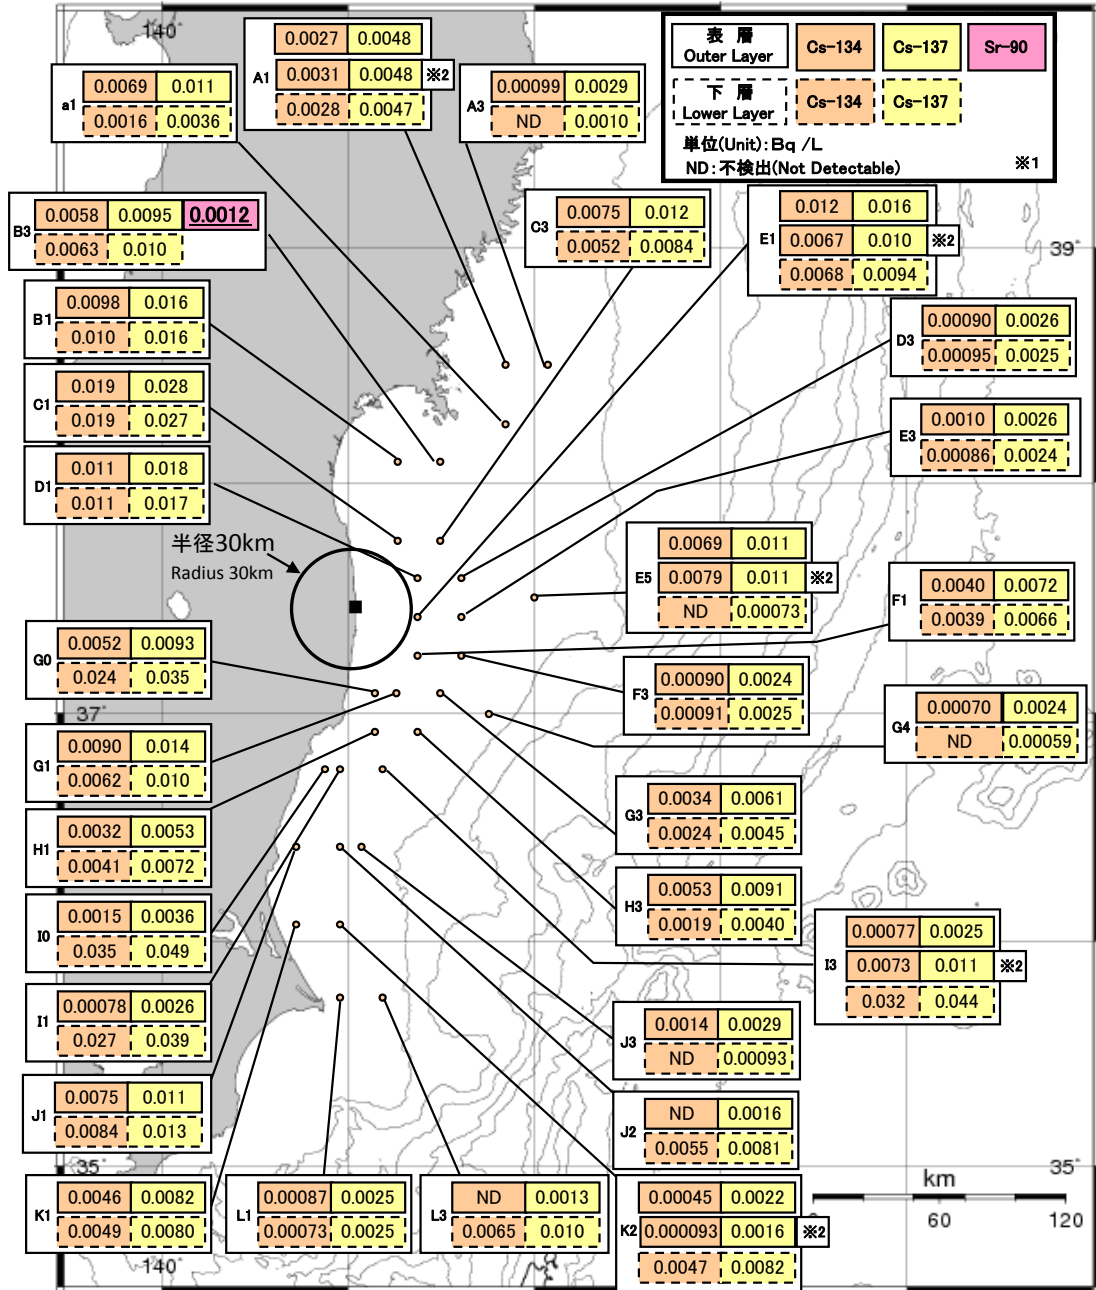 140°
表 層
Outer Layer
Cs-134 Cs-137 Sr-90
下 層
Lower Layer
Cs-134 Cs-137
単位(Unit):Bq /L
ND:不検出(Not Detectable)
※1
a1
0.0069 0.011
0.0016 0.0036
A1
0.0027 0.0048
0.0031 0.0048 ※2
0.0028 0.0047
A3
0.00099 0.0029
ND 0.0010
B3
0.0058 0.0095 0.0012
0.0063 0.010
C3
0.0075 0.012
0.0052 0.0084
E1
0.012 0.016
0.0067 0.010 ※2
0.0068 0.0094
39°
B1
0.0098 0.016
0.010 0.016
D3
0.00090 0.0026
0.00095 0.0025
C1
0.019 0.028
0.019 0.027
E3
0.0010 0.0026
0.00086 0.0024
D1
0.011 0.018
0.011 0.017
半径30km
Radius 30km
E5
0.0069 0.011
0.0079 0.011 ※2
ND 0.00073
F1
0.0040 0.0072
0.0039 0.0066
G0
0.0052 0.0093
0.024 0.035
F3
0.00090 0.0024
0.00091 0.0025
37°
G4
0.00070 0.0024
ND 0.00059
G1
0.0090 0.014
0.0062 0.010
G3
0.0034 0.0061
0.0024 0.0045
H1
0.0032 0.0053
0.0041 0.0072
H3
0.0053 0.0091
0.0019 0.0040
I0
0.0015 0.0036
0.035 0.049
I3
0.00077 0.0025
0.0073 0.011 ※2
0.032 0.044
I1
0.00078 0.0026
0.027 0.039
J3
0.0014 0.0029
ND 0.00093
J1
0.0075 0.011
0.0084 0.013
J2
ND 0.0016
0.0055 0.0081
35°
35°
km
0 60 120
K1
0.0046 0.0082
0.0049 0.0080
L1
0.00087 0.0025
0.00073 0.0025
L3
ND 0.0013
0.0065 0.010
K2
0.00045 0.0022
0.000093 0.0016 ※2
0.0047 0.0082
140°